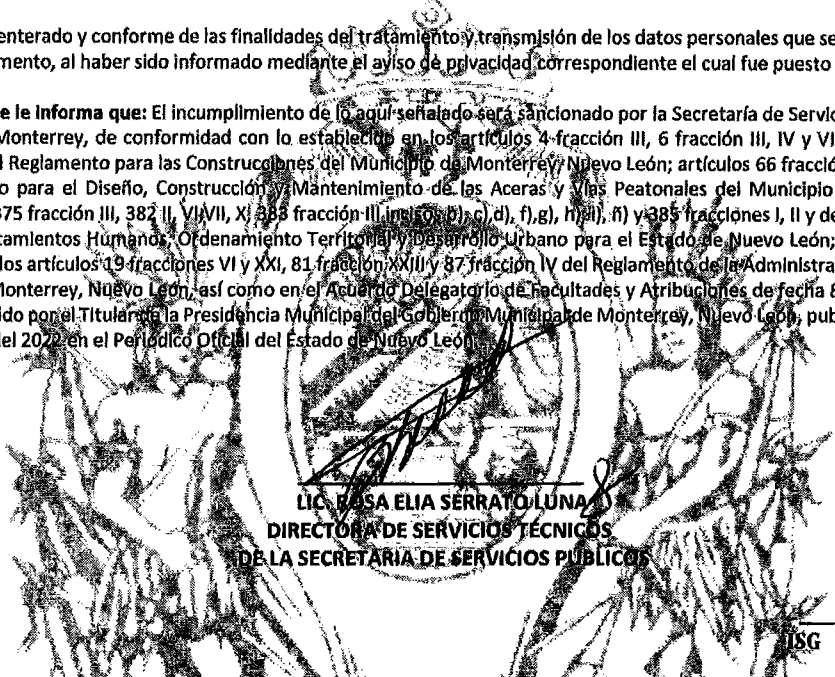 enterado y conforme de las finalidades del tratamiento y transmisión de los datos personales que se
mento, al haber sido informado mediante el aviso de privacidad correspondiente el cual fue puesto
e le informa que: El incumplimiento de lo aquí señalado será sancionado por la Secretaría de Servic
Monterrey, de conformidad con lo establecido en los artículos 4 fracción III, 6 fracción III, IV y VI
l Reglamento para las Construcciones del Municipio de Monterrey, Nuevo León; artículos 66 fracció
o para el Diseño, Construcción y Mantenimiento de las Aceras y Vías Peatonales del Municipio
375 fracción III, 382 II, VI, VII, X, 383 fracción III incisos b), c), d), f), g), h), ñ) y 385 fracciones I, II y de
tamientos Humanos, Ordenamiento Territorial y Desarrollo Urbano para el Estado de Nuevo León;
los artículos 19 fracciones VI y XXI, 81 fracción XXIII y 87 fracción IV del Reglamento de la Administra
Monterrey, Nuevo León, así como en el Acuerdo Delegatorio de Facultades y Atribuciones de fecha 8
ido por el Titular de la Presidencia Municipal del Gobierno Municipal de Monterrey, Nuevo León, pub
del 2022 en el Periódico Oficial del Estado de Nuevo León.
LIC. ROSA ELIA SERRATO LUNA
DIRECTORA DE SERVICIOS TÉCNICOS
DE LA SECRETARIA DE SERVICIOS PÚBLICOS
ISG